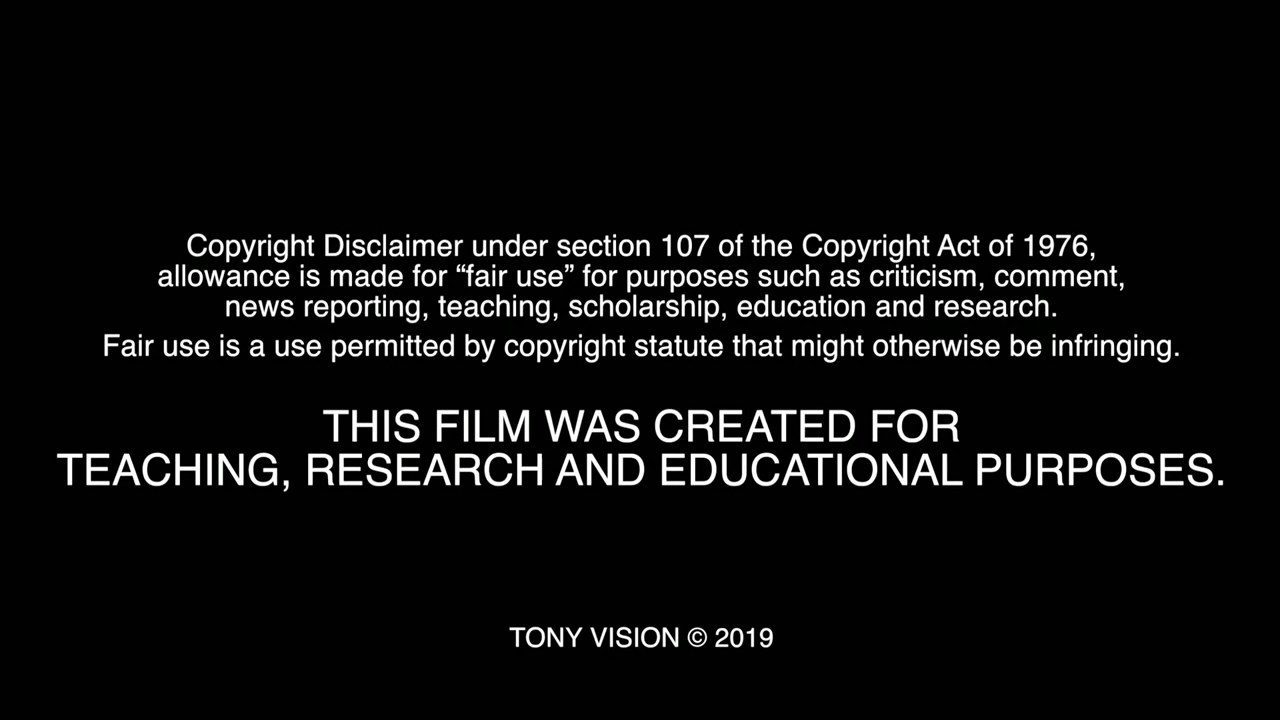 Copyright Disclaimer under section 107 of the Copyright Act of 1976,
allowance is made for “fair use” for purposes such as criticism, comment,
news reporting, teaching, scholarship, education and research.
Fair use is a use permitted by copyright statute that might otherwise be infringing.
THIS FILM WAS CREATED FOR
TEACHING, RESEARCH AND EDUCATIONAL PURPOSES.
TONY VISION © 2019